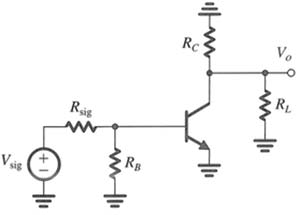 R_C
V_o
R_sig
R_L
V_sig
+
−
R_B